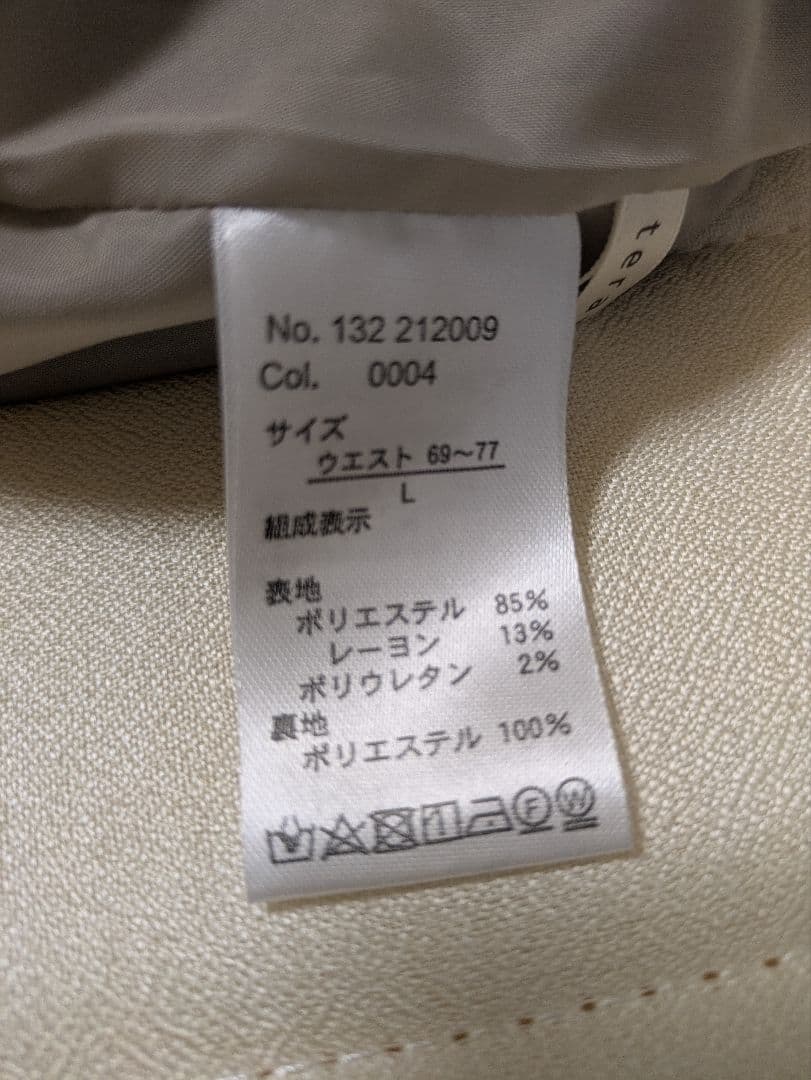 No. 132 212009
Col. 0004
サイズ
ウエスト 69～77
L
組成表示
表地
ポリエステル 85%
レーヨン 13%
ポリウレタン 2%
裏地
ポリエステル 100%
F W
tera